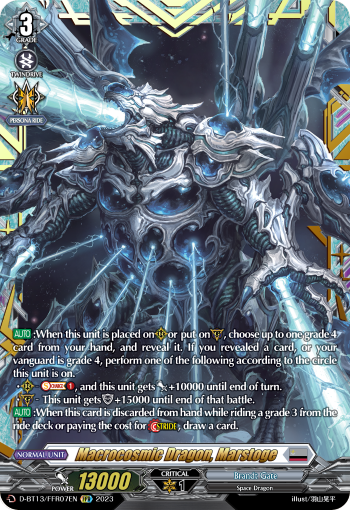 3
GRADE
TWINDRIVE
PERSONA RIDE
AUTO :When this unit is placed on or put on , choose up to one grade 4
card from your hand, and reveal it. If you revealed a card, or your
vanguard is grade 4, perform one of the following according to the circle
this unit is on.
· - CHARGE 1, and this unit gets +10000 until end of turn.
· - This unit gets +15000 until end of that battle.
AUTO :When this card is discarded from hand while riding a grade 3 from the
ride deck or paying the cost for STRIDE, draw a card.
NORMAL UNIT
Macrocosmic Dragon, Marstoge
POWER 13000
CRITICAL
1
Brandt Gate
Space Dragon
D-BT13/FFR07EN FFR 2023
illust/羽山晃平